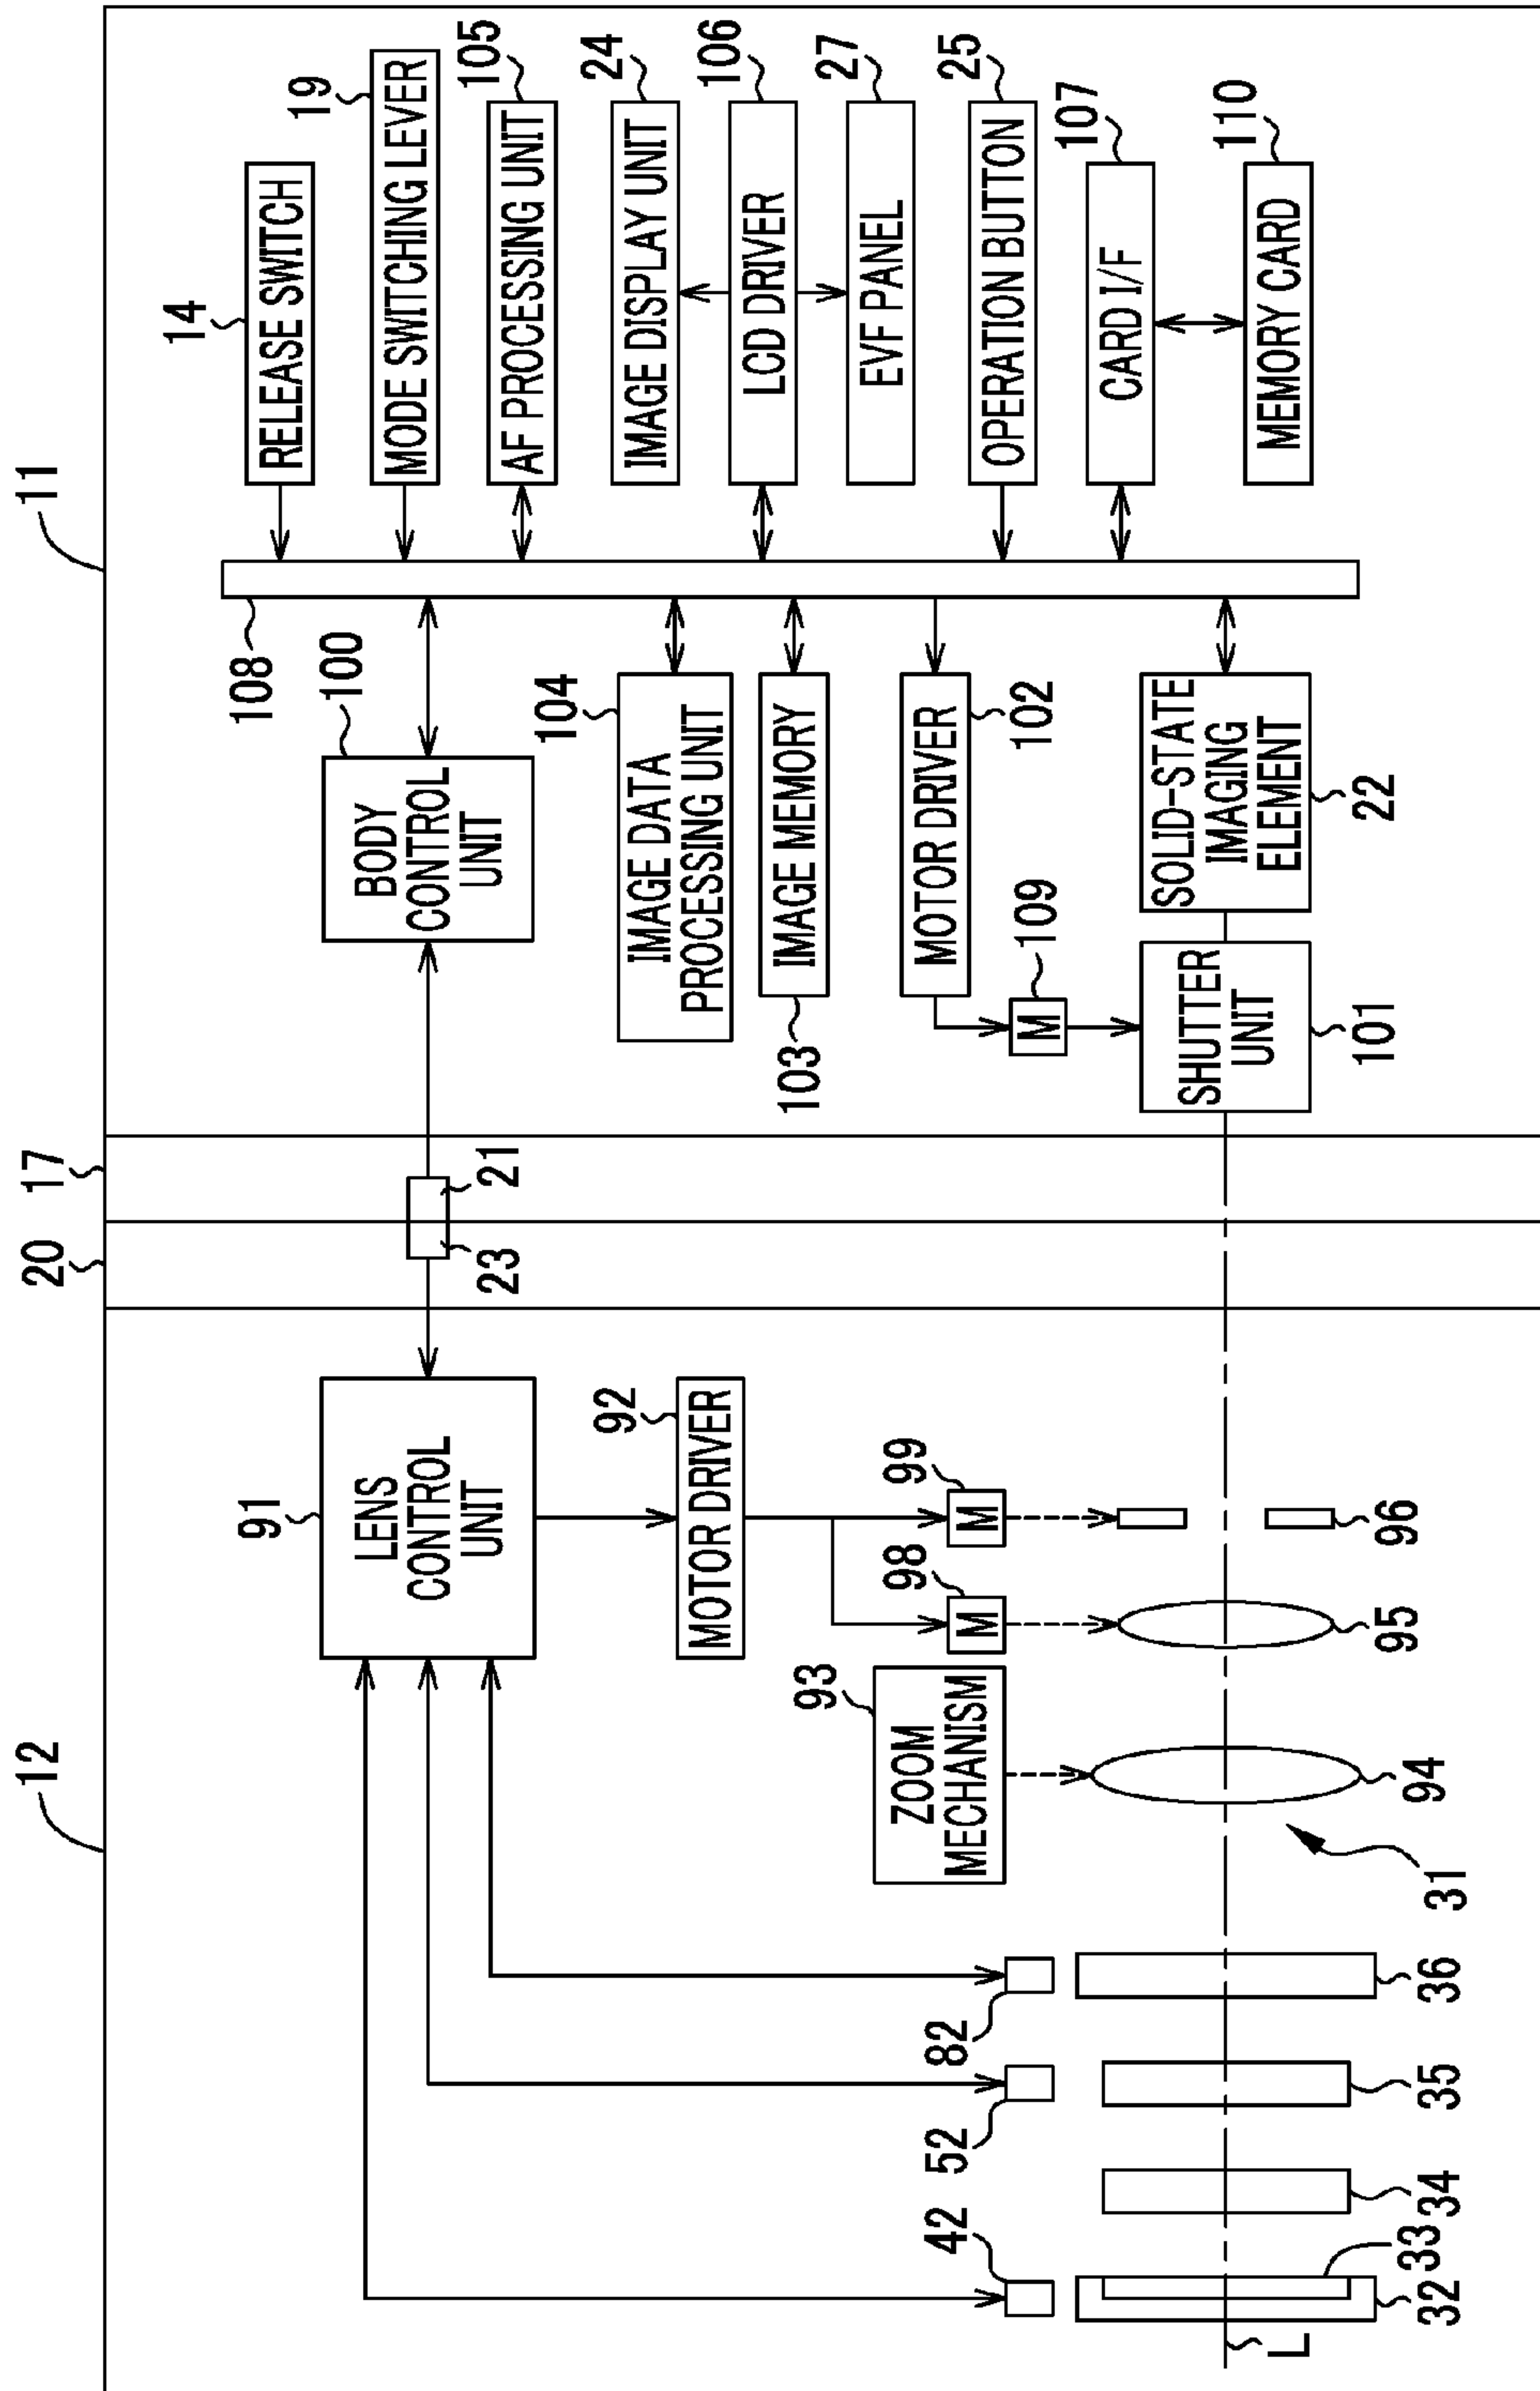 12
20
17
11
91
LENS
CONTROL
UNIT
23
21
100
BODY
CONTROL
UNIT
108
14
RELEASE SWITCH
19
MODE SWITCHING LEVER
105
AF PROCESSING UNIT
104
IMAGE DATA
PROCESSING UNIT
24
IMAGE DISPLAY UNIT
92
MOTOR DRIVER
103
IMAGE MEMORY
106
LCD DRIVER
27
EVF PANEL
93
ZOOM
MECHANISM
98
M
99
M
MOTOR DRIVER
102
109
M
25
OPERATION BUTTON
42
52
82
107
CARD I/F
SHUTTER
UNIT
101
SOLID-STATE
IMAGING
ELEMENT
22
110
MEMORY CARD
L
32
33
34
35
36
31
94
95
96